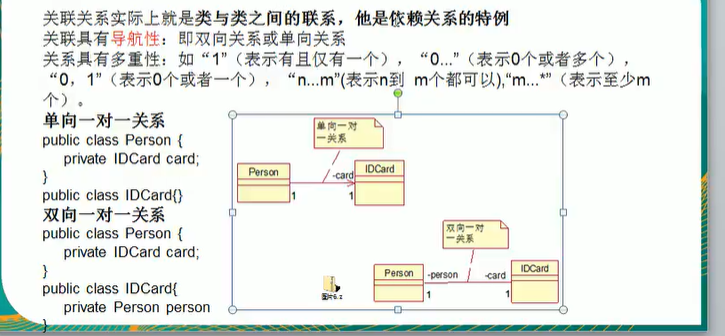 关联关系实际上就是类与类之间的联系，他是依赖关系的特例
关联具有导航性：即双向关系或单向关系
关系具有多重性：如“1”（表示有且仅有一个），“0...”（表示0个或者多个），
“0，1”（表示0个或者一个），“n...m”(表示n到 m个都可以),“m...*”（表示至少m
个）。
单向一对一关系
public class Person {
private IDCard card;
}
public class IDCard{}
双向一对一关系
public class Person {
private IDCard card;
}
public class IDCard{
private Person person
}
单向一对
一关系
Person
-card
IDCard
1
1
双向一对
一关系
Person
-person
-card
IDCard
1
1